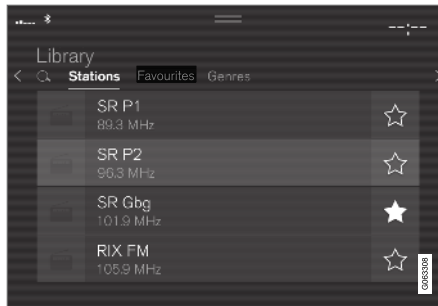 --:--
Library
Stations Favourites Genres
SR P1
89.3 MHz
SR P2
96.3 MHz
SR Gbg
101.9 MHz
RIX FM
105.9 MHz
G063308